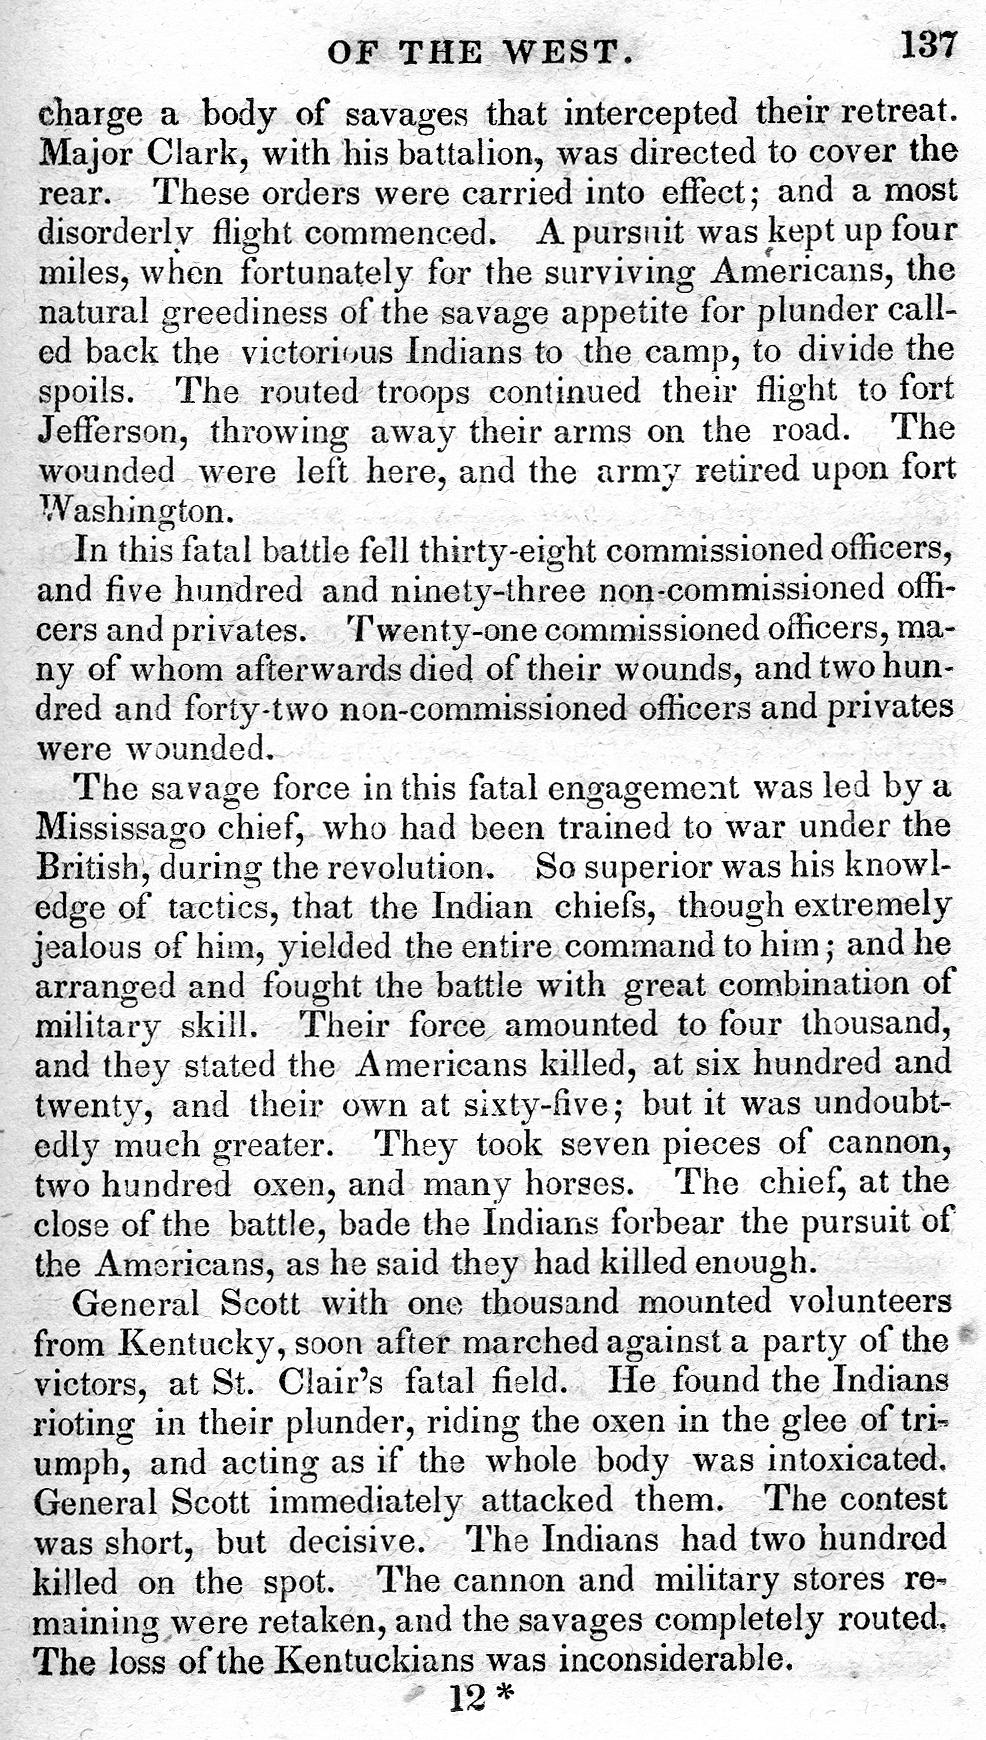 OF THE WEST. 137
charge a body of savages that intercepted their retreat.
Major Clark, with his battalion, was directed to cover the
rear. These orders were carried into effect; and a most
disorderly flight commenced. A pursuit was kept up four
miles, when fortunately for the surviving Americans, the
natural greediness of the savage appetite for plunder call-
ed back the victorious Indians to the camp, to divide the
spoils. The routed troops continued their flight to fort
Jefferson, throwing away their arms on the road. The
wounded were left here, and the army retired upon fort
Washington.
In this fatal battle fell thirty-eight commissioned officers,
and five hundred and ninety-three non-commissioned offi-
cers and privates. Twenty-one commissioned officers, ma-
ny of whom afterwards died of their wounds, and two hun-
dred and forty-two non-commissioned officers and privates
were wounded.
The savage force in this fatal engagement was led by a
Mississago chief, who had been trained to war under the
British, during the revolution. So superior was his knowl-
edge of tactics, that the Indian chiefs, though extremely
jealous of him, yielded the entire command to him; and he
arranged and fought the battle with great combination of
military skill. Their force amounted to four thousand,
and they stated the Americans killed, at six hundred and
twenty, and their own at sixty-five; but it was undoubt-
edly much greater. They took seven pieces of cannon,
two hundred oxen, and many horses. The chief, at the
close of the battle, bade the Indians forbear the pursuit of
the Americans, as he said they had killed enough.
General Scott with one thousand mounted volunteers
from Kentucky, soon after marched against a party of the
victors, at St. Clair's fatal field. He found the Indians
rioting in their plunder, riding the oxen in the glee of tri-
umph, and acting as if the whole body was intoxicated.
General Scott immediately attacked them. The contest
was short, but decisive. The Indians had two hundred
killed on the spot. The cannon and military stores re-
maining were retaken, and the savages completely routed.
The loss of the Kentuckians was inconsiderable.
12*